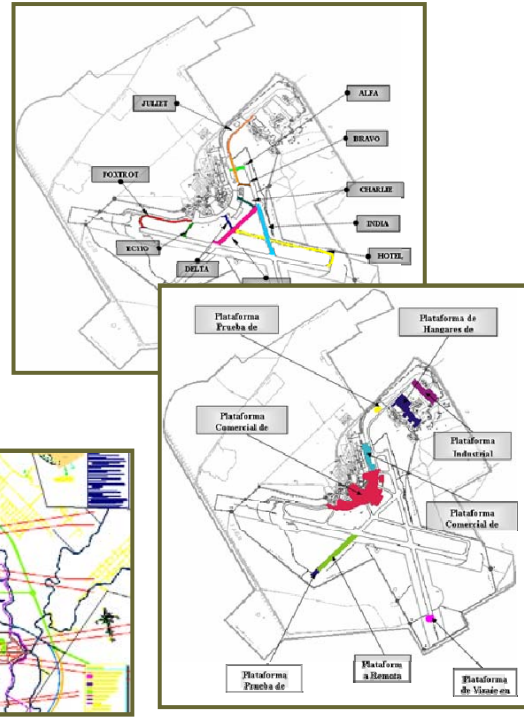 JULIET
ALFA
BRAVO
FOXTROT
CHARLIE
INDIA
ECHO
HOTEL
DELTA
Plataforma
Prueba de
Plataforma de
Hangares de
Plataforma
Comercial de
Plataforma
Industrial
Plataforma
Comercial de
Plataforma
Prueba de
Plataform
a Remota
Plataforma
de Viraje en